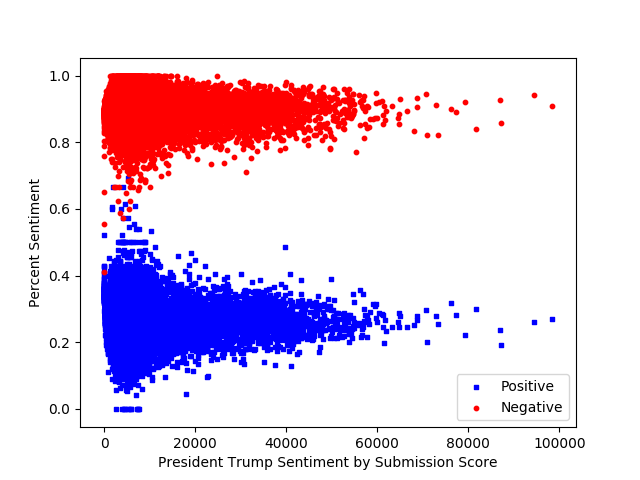 Percent Sentiment
1.0
0.8
0.6
0.4
0.2
0.0
Positive
Negative
0 20000 40000 60000 80000 100000
President Trump Sentiment by Submission Score